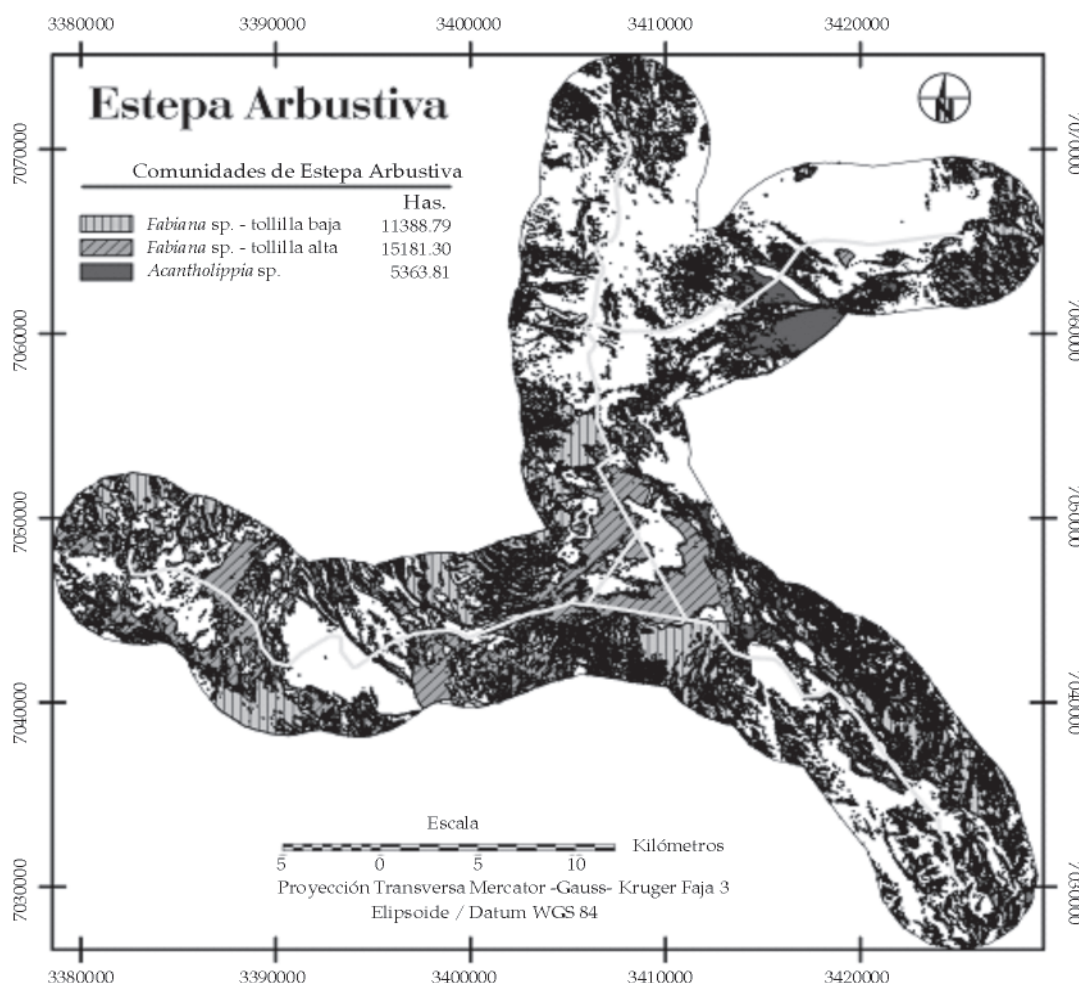 3380000 3390000 3400000 3410000 3420000
Estepa Arbustiva
N
Comunidades de Estepa Arbustiva
Has.
Fabiana sp. - tollilla baja 11388.79
Fabiana sp. - tollilla alta 15181.30
Acantholippia sp. 5363.81
7070000 7070000
7060000 7060000
7050000 7050000
7040000 7040000
7030000 7030000
Escala
Kilómetros
5 0 5 10
Proyección Transversa Mercator -Gauss- Kruger Faja 3
Elipsoide / Datum WGS 84
3380000 3390000 3400000 3410000 3420000